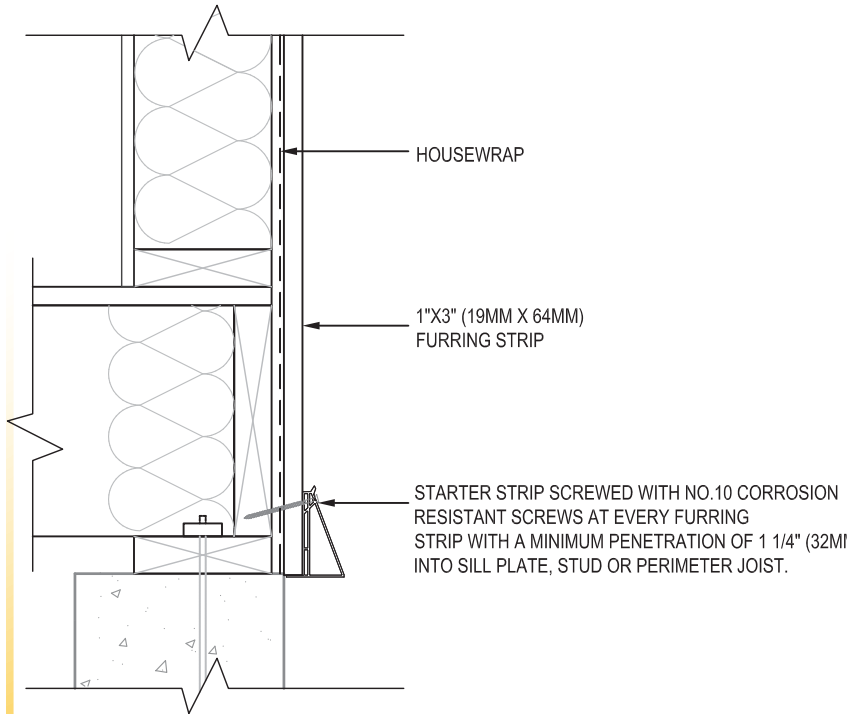 HOUSEWRAP
1"X3" (19MM X 64MM)
FURRING STRIP
STARTER STRIP SCREWED WITH NO.10 CORROSION
RESISTANT SCREWS AT EVERY FURRING
STRIP WITH A MINIMUM PENETRATION OF 1 1/4" (32M
INTO SILL PLATE, STUD OR PERIMETER JOIST.